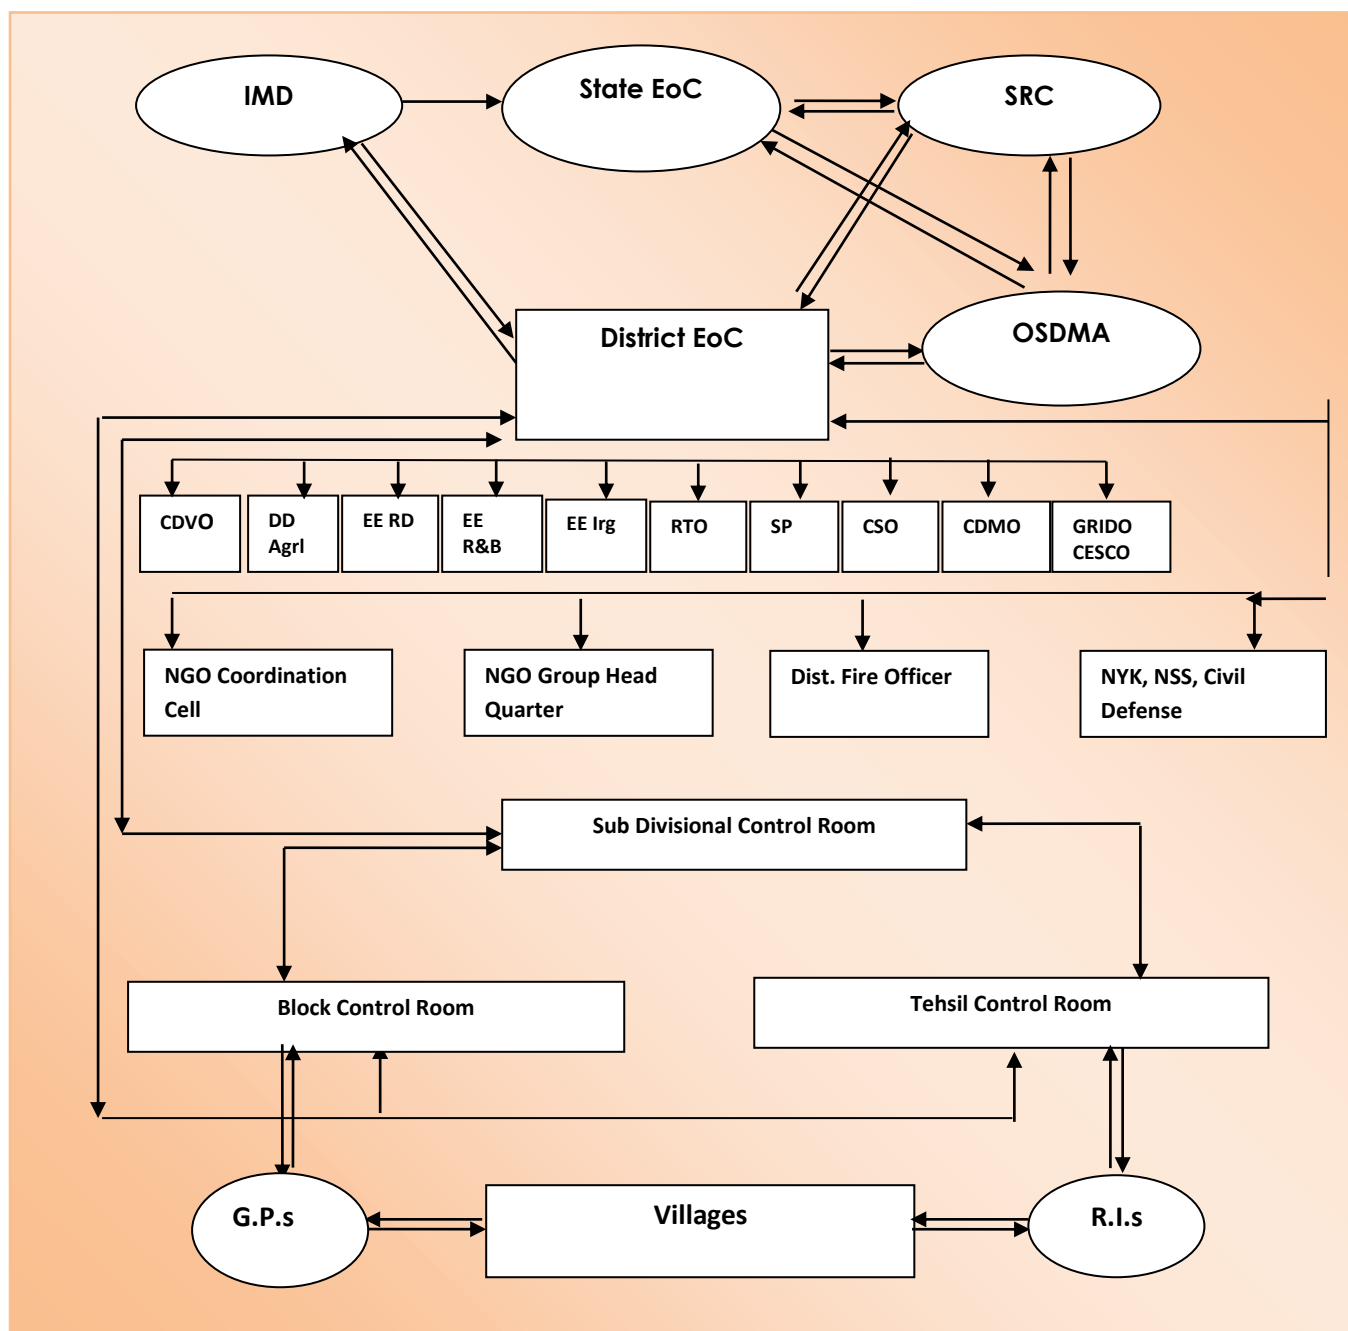 IMD
State EoC
SRC
District EoC
OSDMA
CDVO
DD
Agrl
EE RD
EE
R&B
EE Irg
RTO
SP
CSO
CDMO
GRIDO
CESCO
NGO Coordination
Cell
NGO Group Head
Quarter
Dist. Fire Officer
NYK, NSS, Civil
Defense
Sub Divisional Control Room
Block Control Room
Tehsil Control Room
G.P.s
Villages
R.I.s